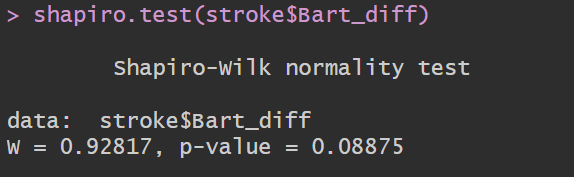 > shapiro.test(stroke$Bart_diff)
Shapiro-Wilk normality test
data:  stroke$Bart_diff
W = 0.92817, p-value = 0.08875